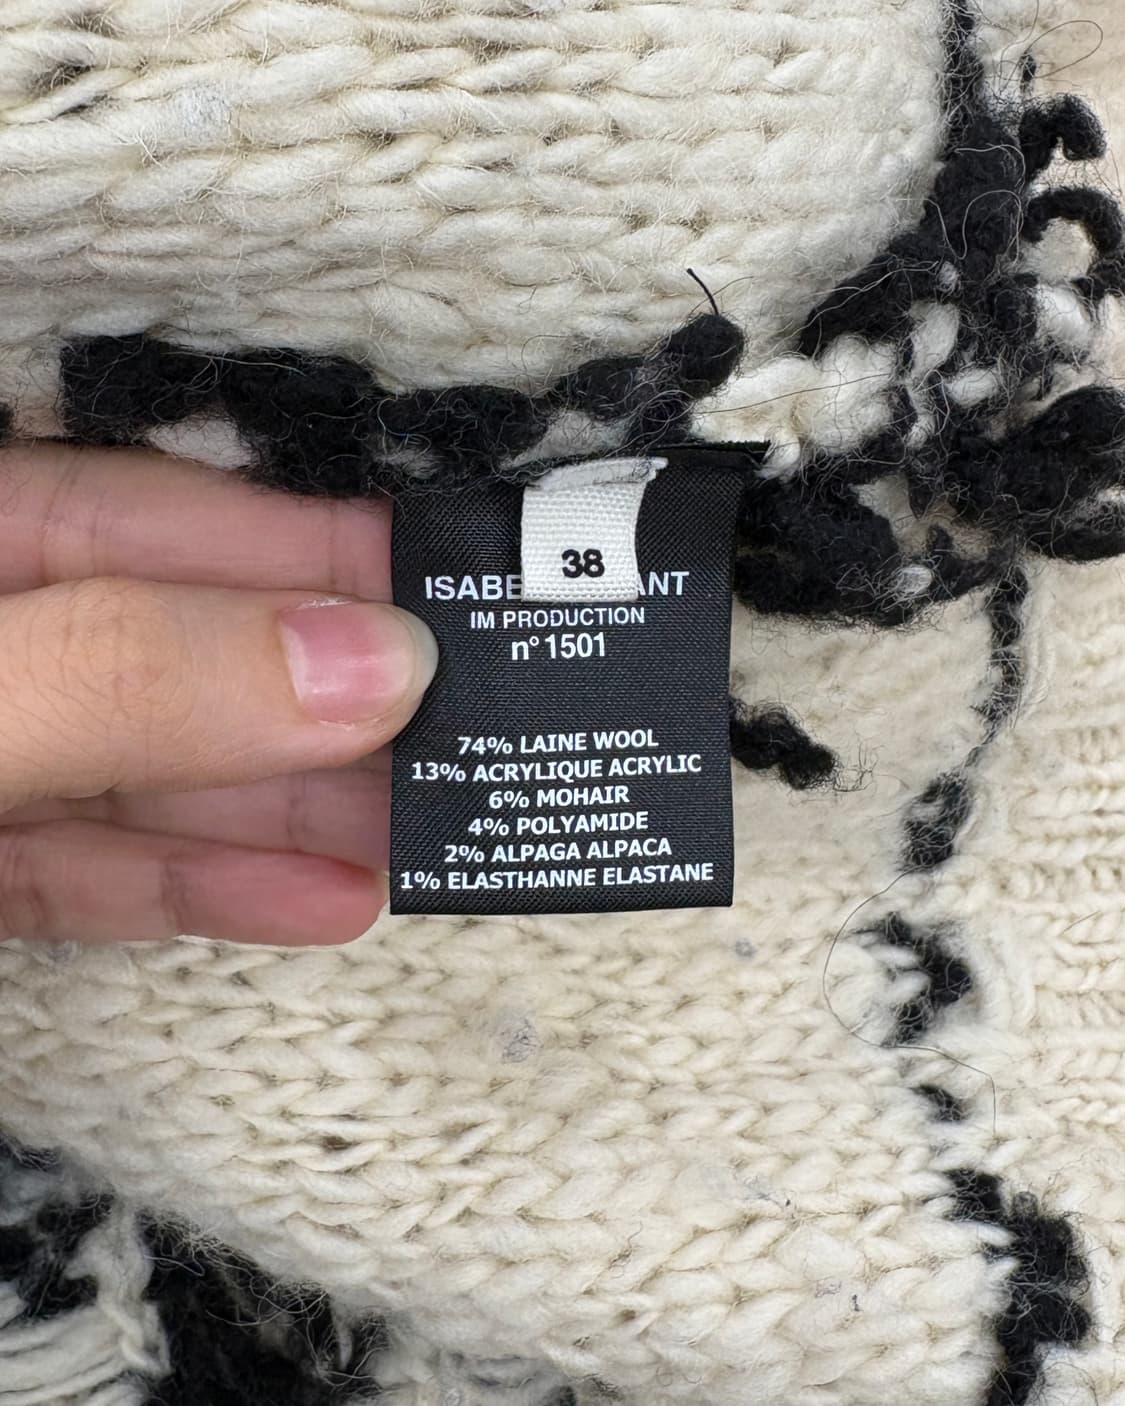 38
ISABE ANT
IM PRODUCTION
n° 1501
74% LAINE WOOL
13% ACRYLIQUE ACRYLIC
6% MOHAIR
4% POLYAMIDE
2% ALPAGA ALPACA
1% ELASTHANNE ELASTANE